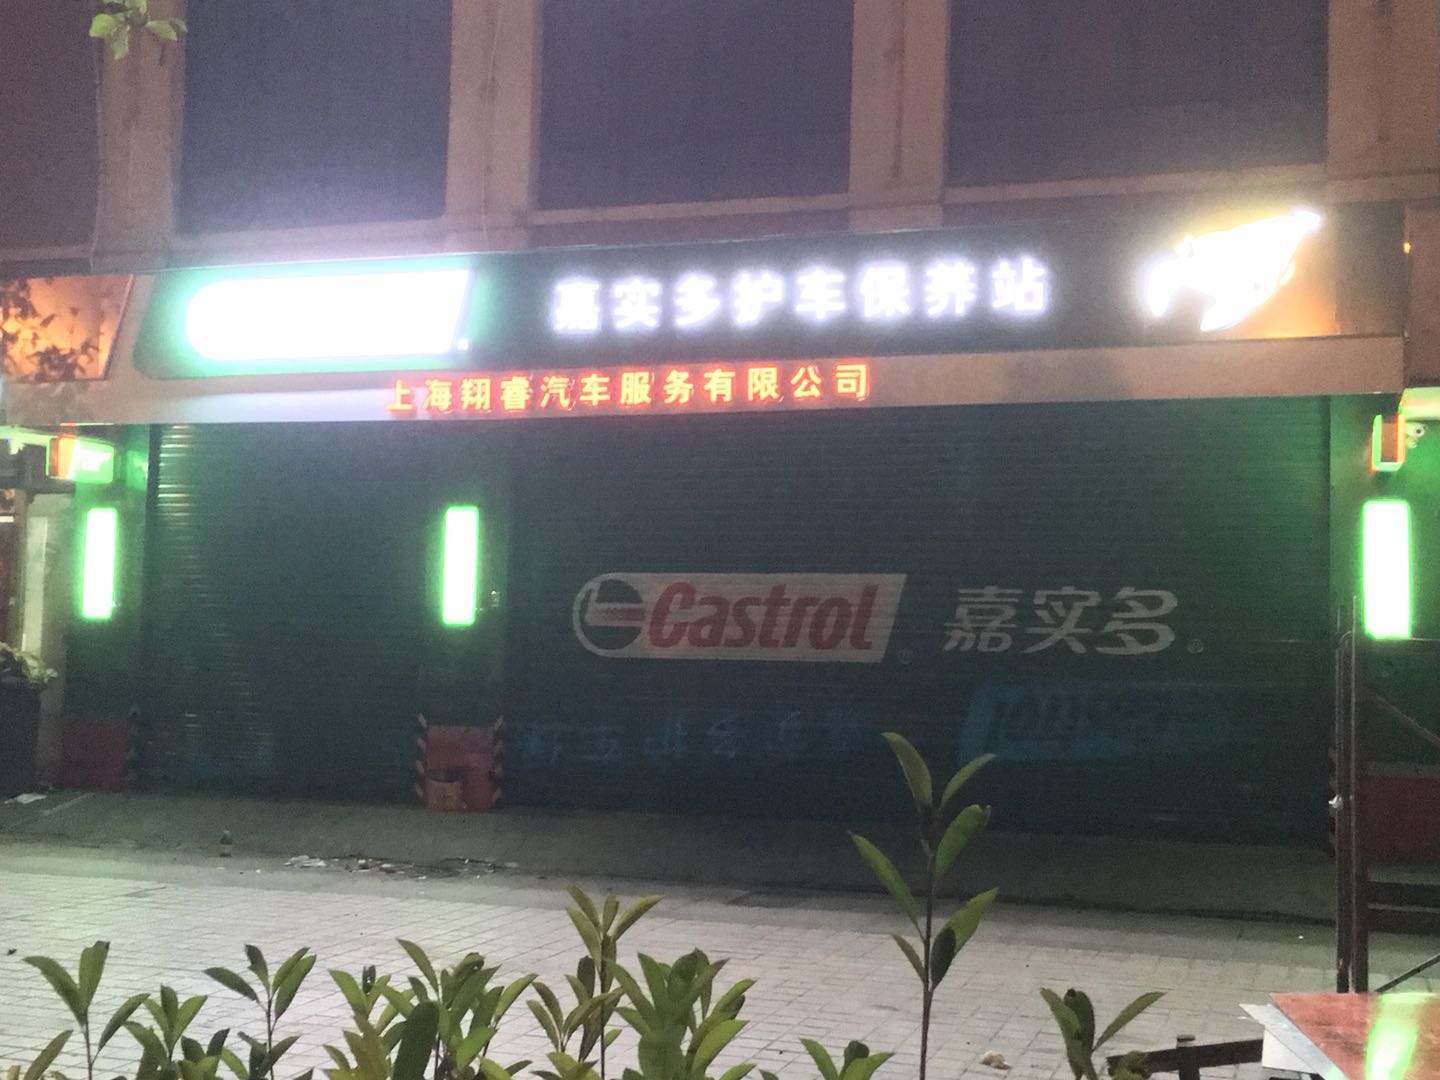 嘉实多护车保养站
上海翔睿汽车服务有限公司
Castrol 嘉实多